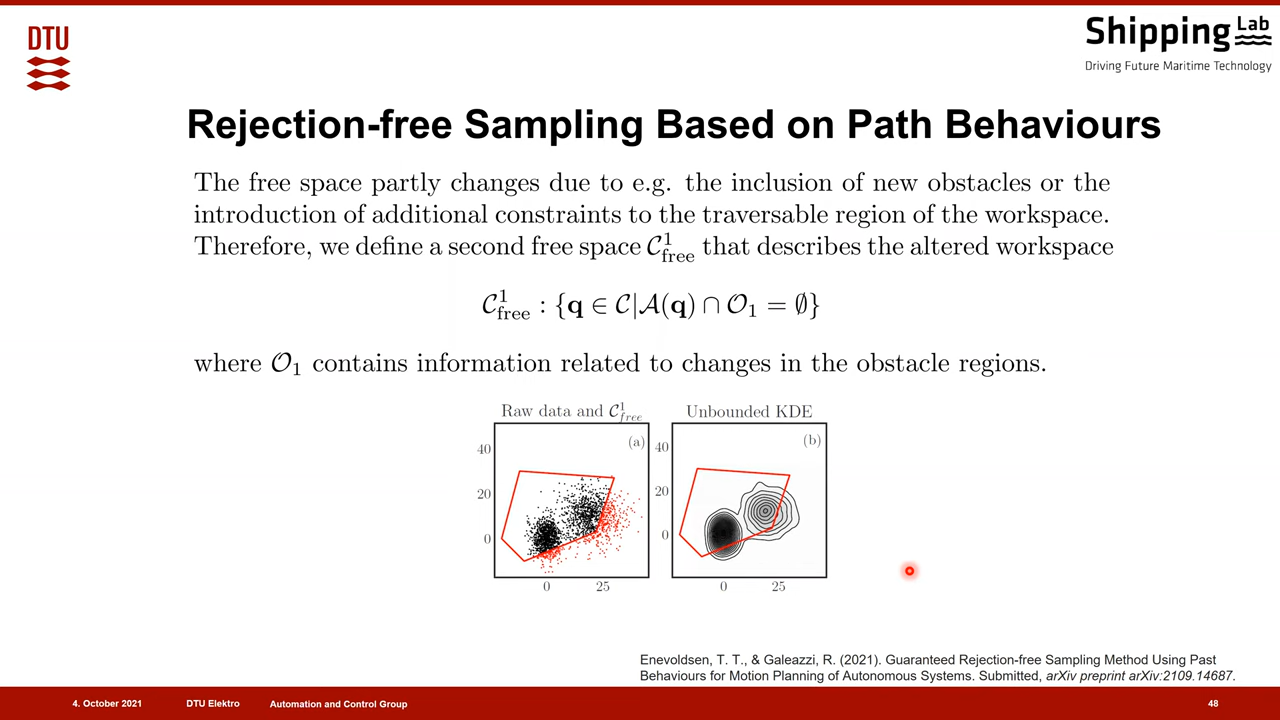 DTU
Shipping Lab
Driving Future Maritime Technology
Rejection-free Sampling Based on Path Behaviours
The free space partly changes due to e.g. the inclusion of new obstacles or the
introduction of additional constraints to the traversable region of the workspace.
Therefore, we define a second free space 𝒞¹_free that describes the altered workspace
𝒞¹_free : {𝐪 ∈ 𝒞|𝒜(𝐪) ∩ 𝒪₁ = ∅}
where 𝒪₁ contains information related to changes in the obstacle regions.
Raw data and 𝒞¹_free
(a)
40
20
0
0 25
Unbounded KDE
(b)
40
20
0
0 25
Enevoldsen, T. T., & Galeazzi, R. (2021). Guaranteed Rejection-free Sampling Method Using Past
Behaviours for Motion Planning of Autonomous Systems. Submitted, arXiv preprint arXiv:2109.14687.
4. October 2021 DTU Elektro Automation and Control Group 48